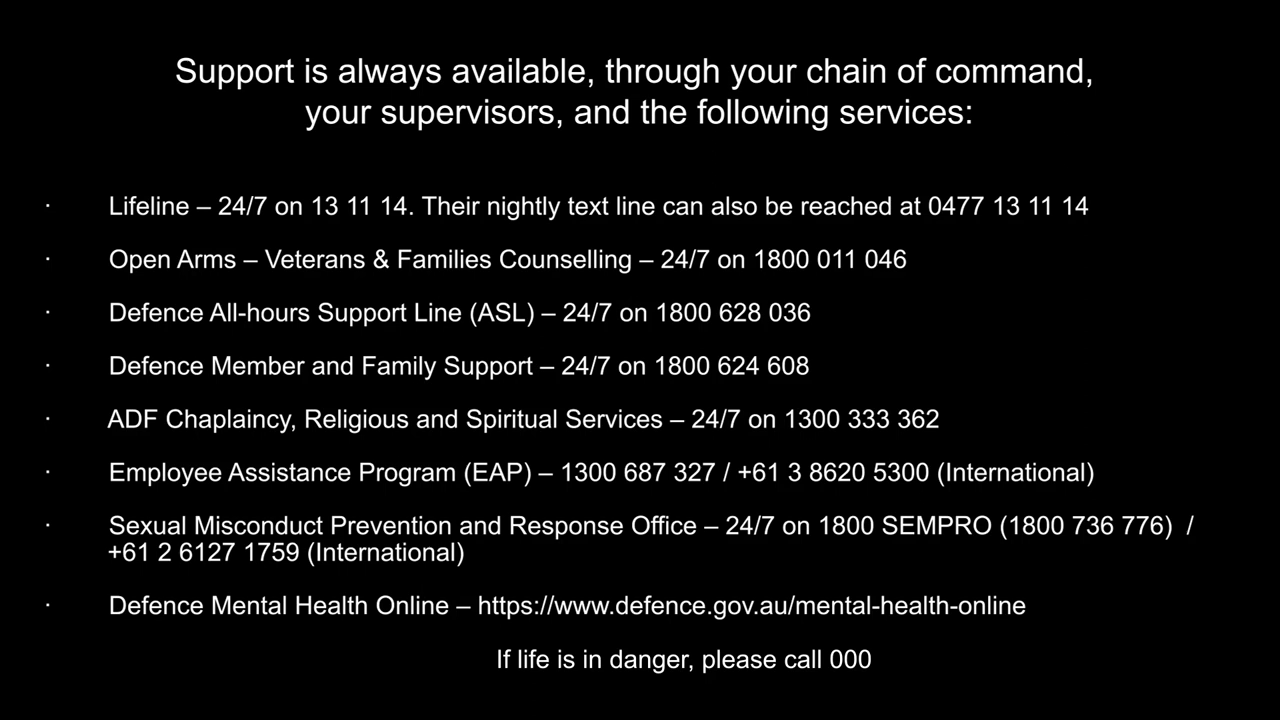 Support is always available, through your chain of command,
your supervisors, and the following services:
· Lifeline – 24/7 on 13 11 14. Their nightly text line can also be reached at 0477 13 11 14
· Open Arms – Veterans & Families Counselling – 24/7 on 1800 011 046
· Defence All-hours Support Line (ASL) – 24/7 on 1800 628 036
· Defence Member and Family Support – 24/7 on 1800 624 608
· ADF Chaplaincy, Religious and Spiritual Services – 24/7 on 1300 333 362
· Employee Assistance Program (EAP) – 1300 687 327 / +61 3 8620 5300 (International)
· Sexual Misconduct Prevention and Response Office – 24/7 on 1800 SEMPRO (1800 736 776) /
+61 2 6127 1759 (International)
· Defence Mental Health Online – https://www.defence.gov.au/mental-health-online
If life is in danger, please call 000